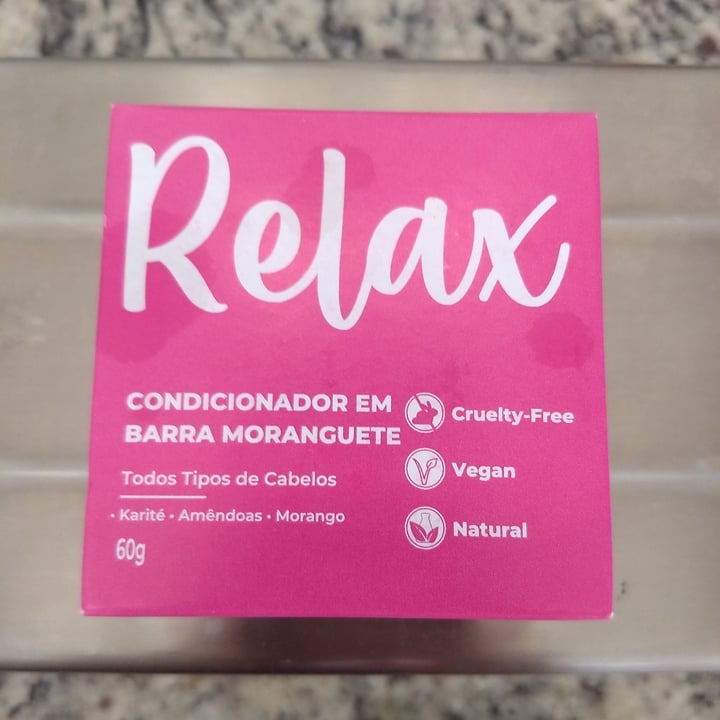 Relax
CONDICIONADOR EM
BARRA MORANGUETE
Todos Tipos de Cabelos
• Karité • Amêndoas • Morango
60g
Cruelty-Free
Vegan
Natural